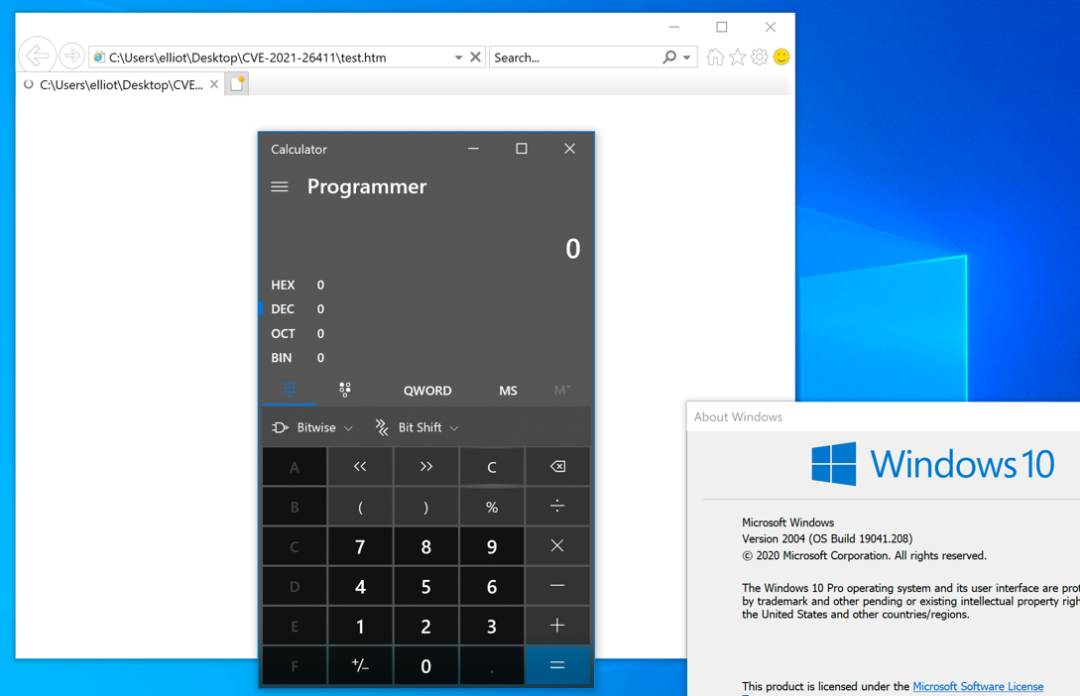 C:\Users\elliot\Desktop\CVE-2021-26411\test.htm
Search...
C:\Users\elliot\Desktop\CVE...
Calculator
Programmer
0
HEX 0
DEC 0
OCT 0
BIN 0
QWORD MS M˅
Bitwise Bit Shift
A << >> C
B ( ) % ÷
C 7 8 9 ×
D 4 5 6 −
E 1 2 3 +
F +/− 0 . =
About Windows
Windows 10
Microsoft Windows
Version 2004 (OS Build 19041.208)
© 2020 Microsoft Corporation. All rights reserved.
The Windows 10 Pro operating system and its user interface are
by trademark and other pending or existing intellectual property
the United States and other countries/regions.
This product is licensed under the Microsoft Software License